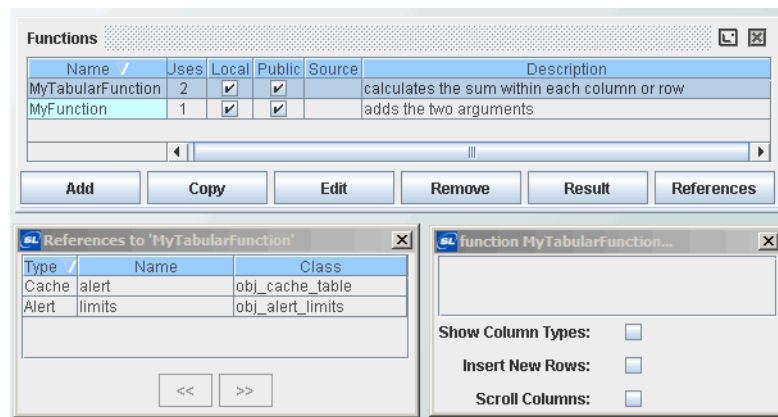 Functions
Name Uses Local Public Source Description
MyTabularFunction 2 calculates the sum within each column or row
MyFunction 1 adds the two arguments
Add Copy Edit Remove Result References
SL References to 'MyTabularFunction'
Type Name Class
Cache alert obj_cache_table
Alert limits obj_alert_limits
<< >>
SL function MyTabularFunction...
Show Column Types:
Insert New Rows:
Scroll Columns: